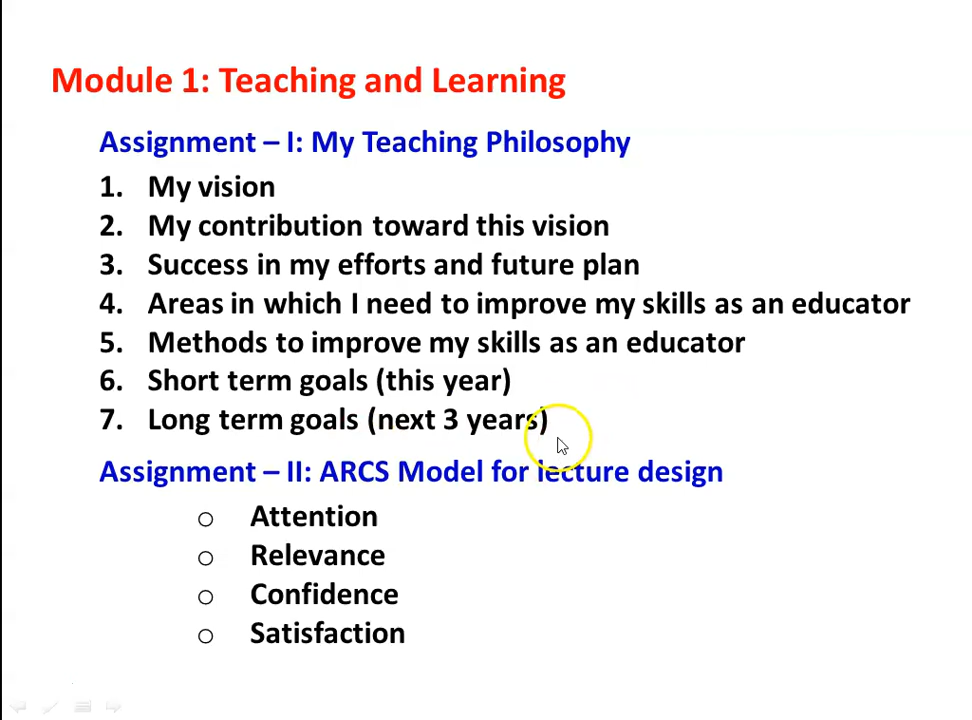 Module 1: Teaching and Learning
Assignment – I: My Teaching Philosophy
1. My vision
2. My contribution toward this vision
3. Success in my efforts and future plan
4. Areas in which I need to improve my skills as an educator
5. Methods to improve my skills as an educator
6. Short term goals (this year)
7. Long term goals (next 3 years)
Assignment – II: ARCS Model for lecture design
o Attention
o Relevance
o Confidence
o Satisfaction